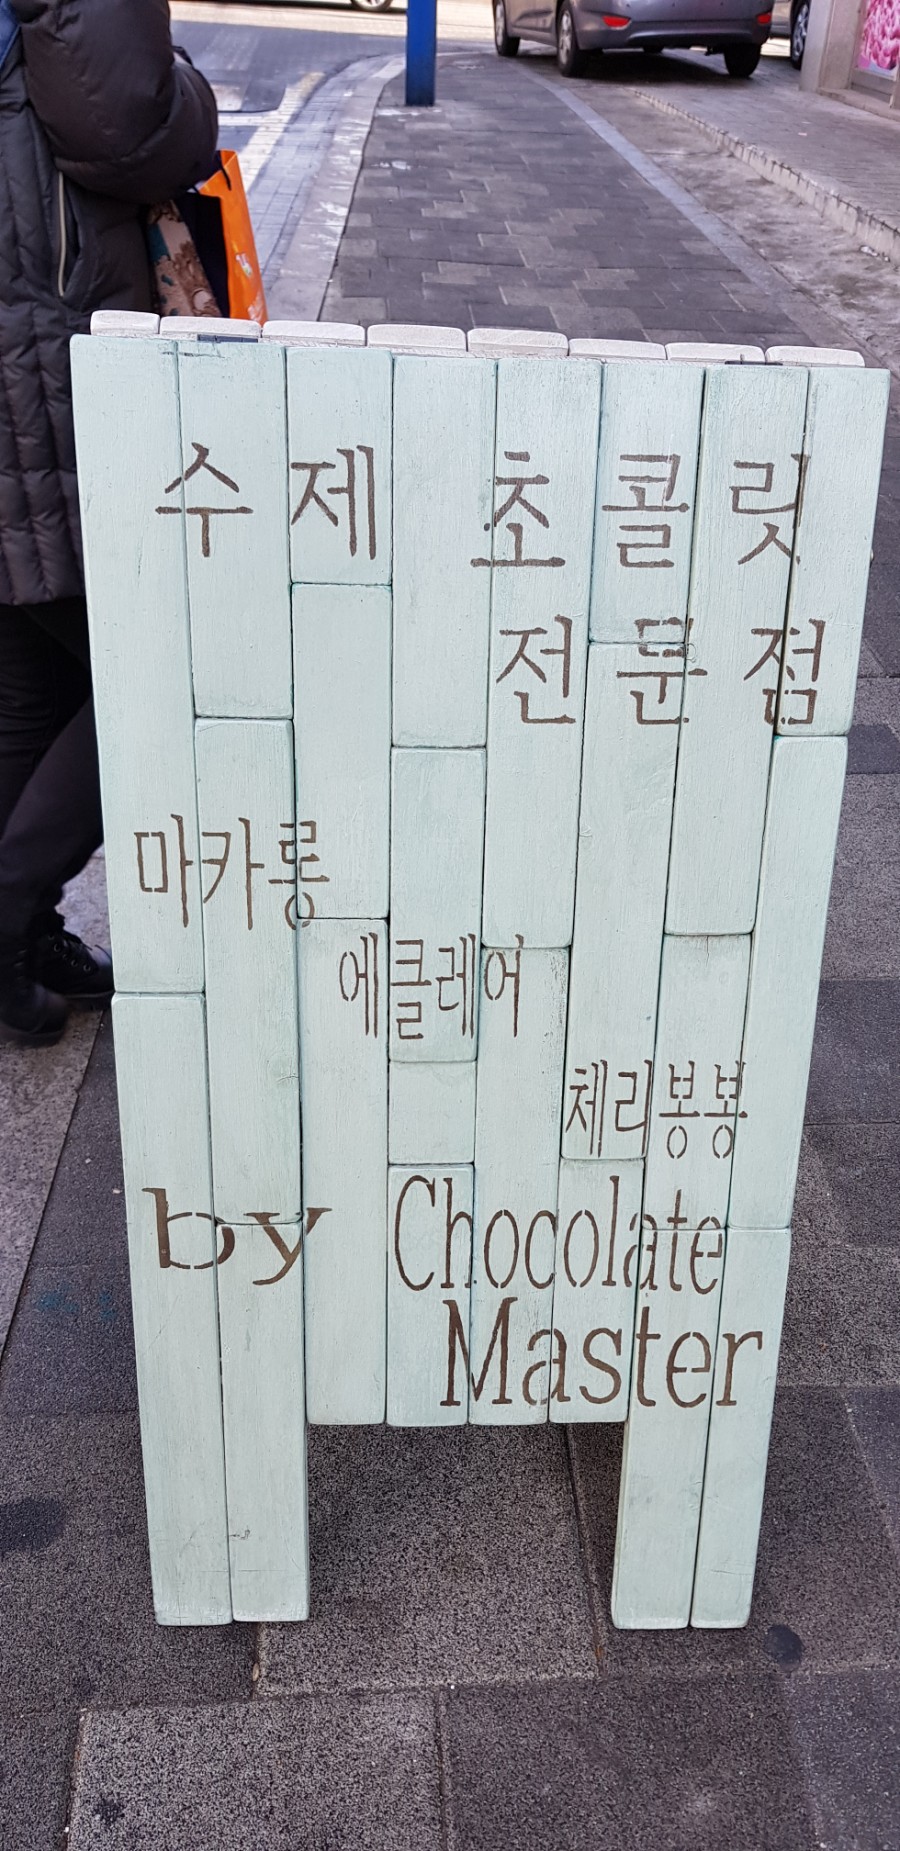 수제 초콜릿
전문점
마카롱
에클레어
체리봉봉
by Chocolate
Master